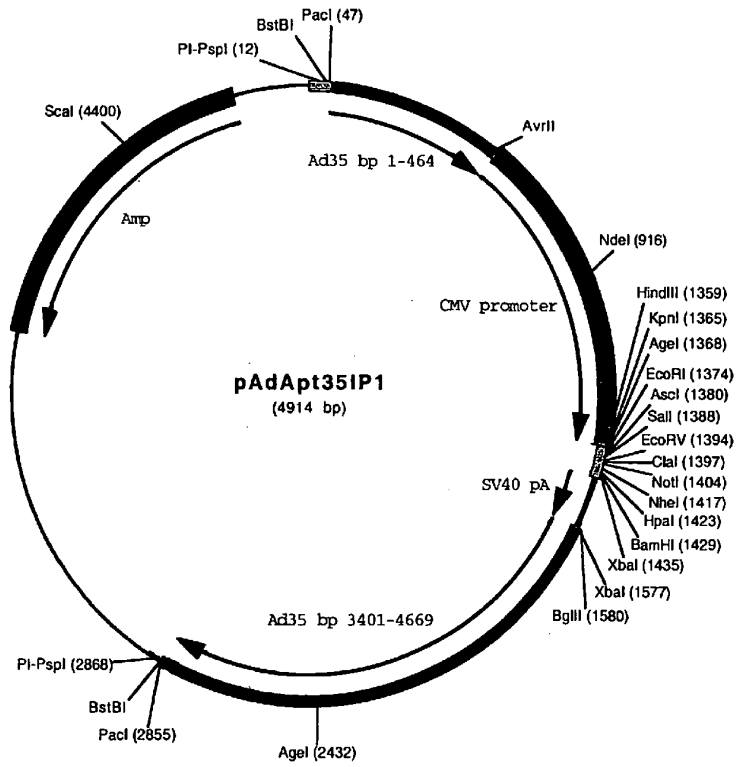 PacI (47)
BstBI
PI-PspI (12)
ScaI (4400)
AvrII
Ad35 bp 1-464
Amp
NdeI (916)
HindIII (1359)
CMV promoter
KpnI (1365)
AgeI (1368)
EcoRI (1374)
pAdApt35IP1
(4914 bp)
AscI (1380)
SalI (1388)
EcoRV (1394)
ClaI (1397)
SV40 pA
NotI (1404)
NheI (1417)
HpaI (1423)
BamHI (1429)
XbaI (1435)
XbaI (1577)
BglII (1580)
Ad35 bp 3401-4669
PI-PspI (2868)
BstBI
PacI (2855)
AgeI (2432)